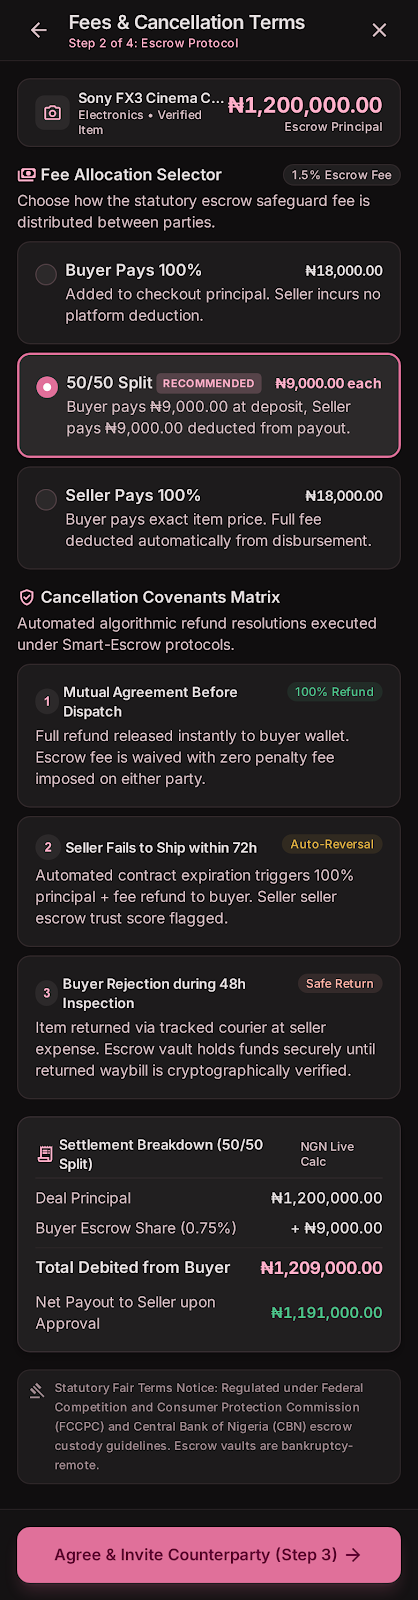 Fees & Cancellation Terms
Step 2 of 4: Escrow Protocol
Sony FX3 Cinema C...
₦1,200,000.00
Electronics • Verified
Item
Escrow Principal
Fee Allocation Selector
1.5% Escrow Fee
Choose how the statutory escrow safeguard fee is
distributed between parties.
Buyer Pays 100%
₦18,000.00
Added to checkout principal. Seller incurs no
platform deduction.
50/50 Split
RECOMMENDED
₦9,000.00 each
Buyer pays ₦9,000.00 at deposit, Seller
pays ₦9,000.00 deducted from payout.
Seller Pays 100%
₦18,000.00
Buyer pays exact item price. Full fee
deducted automatically from disbursement.
Cancellation Covenants Matrix
Automated algorithmic refund resolutions executed
under Smart-Escrow protocols.
1
Mutual Agreement Before
Dispatch
100% Refund
Full refund released instantly to buyer wallet.
Escrow fee is waived with zero penalty fee
imposed on either party.
2
Seller Fails to Ship within 72h
Auto-Reversal
Automated contract expiration triggers 100%
principal + fee refund to buyer. Seller seller
escrow trust score flagged.
3
Buyer Rejection during 48h
Inspection
Safe Return
Item returned via tracked courier at seller
expense. Escrow vault holds funds securely until
returned waybill is cryptographically verified.
Settlement Breakdown (50/50
Split)
NGN Live
Calc
Deal Principal
₦1,200,000.00
Buyer Escrow Share (0.75%)
+ ₦9,000.00
Total Debited from Buyer
₦1,209,000.00
Net Payout to Seller upon
Approval
₦1,191,000.00
Statutory Fair Terms Notice: Regulated under Federal
Competition and Consumer Protection Commission
(FCCPC) and Central Bank of Nigeria (CBN) escrow
custody guidelines. Escrow vaults are bankruptcy-
remote.
Agree & Invite Counterparty (Step 3) →